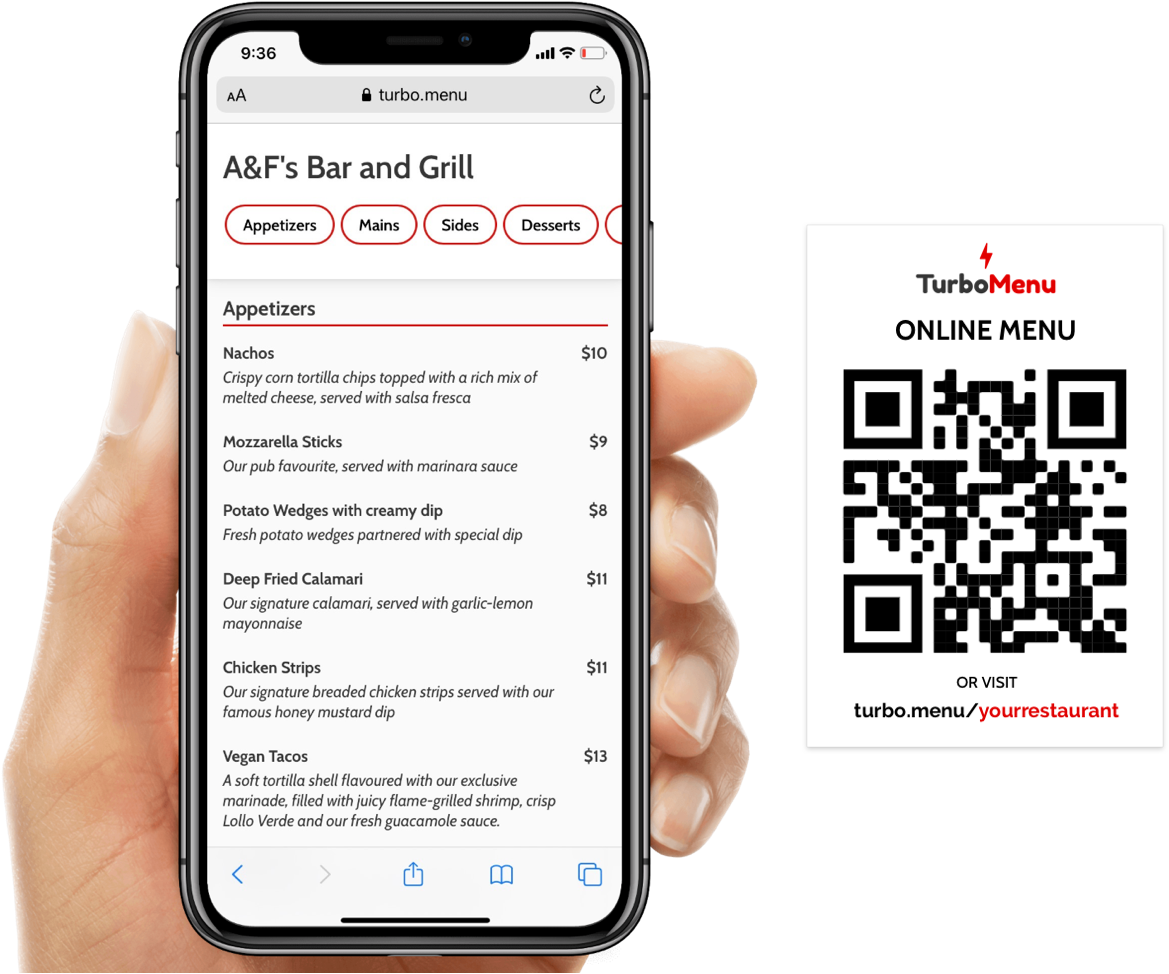 9:36
AA turbo.menu
A&F's Bar and Grill
Appetizers Mains Sides Desserts
Appetizers
Nachos $10
Crispy corn tortilla chips topped with a rich mix of
melted cheese, served with salsa fresca
Mozzarella Sticks $9
Our pub favourite, served with marinara sauce
Potato Wedges with creamy dip $8
Fresh potato wedges partnered with special dip
Deep Fried Calamari $11
Our signature calamari, served with garlic-lemon
mayonnaise
Chicken Strips $11
Our signature breaded chicken strips served with our
famous honey mustard dip
Vegan Tacos $13
A soft tortilla shell flavoured with our exclusive
marinade, filled with juicy flame-grilled shrimp, crisp
Lollo Verde and our fresh guacamole sauce.
TurboMenu
ONLINE MENU
OR VISIT
turbo.menu/yourrestaurant